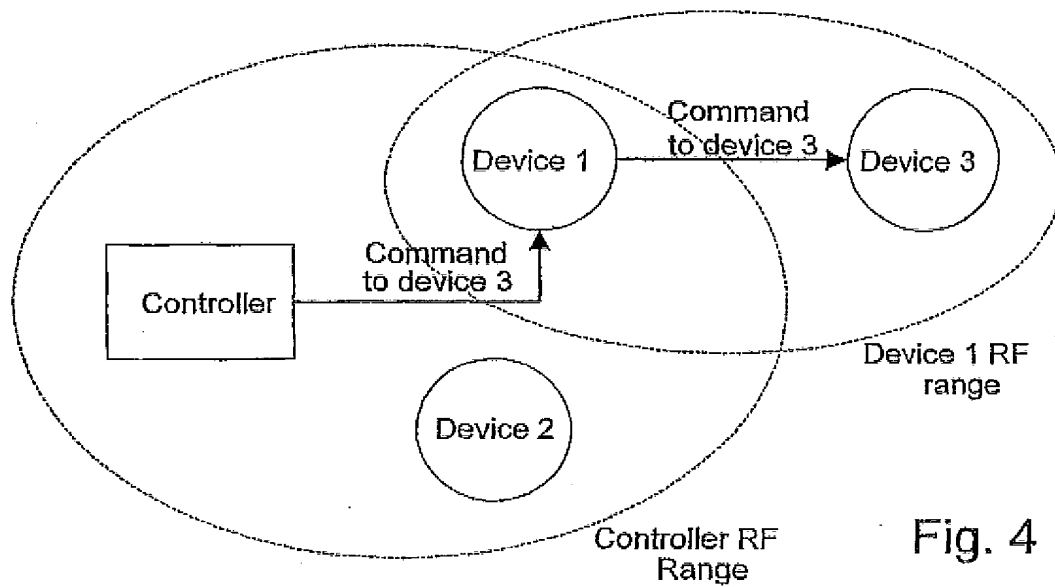 Command
to device 3
Device 1
Device 3
Command
to device 3
Controller
Device 1 RF
range
Device 2
Controller RF
Range
Fig. 4